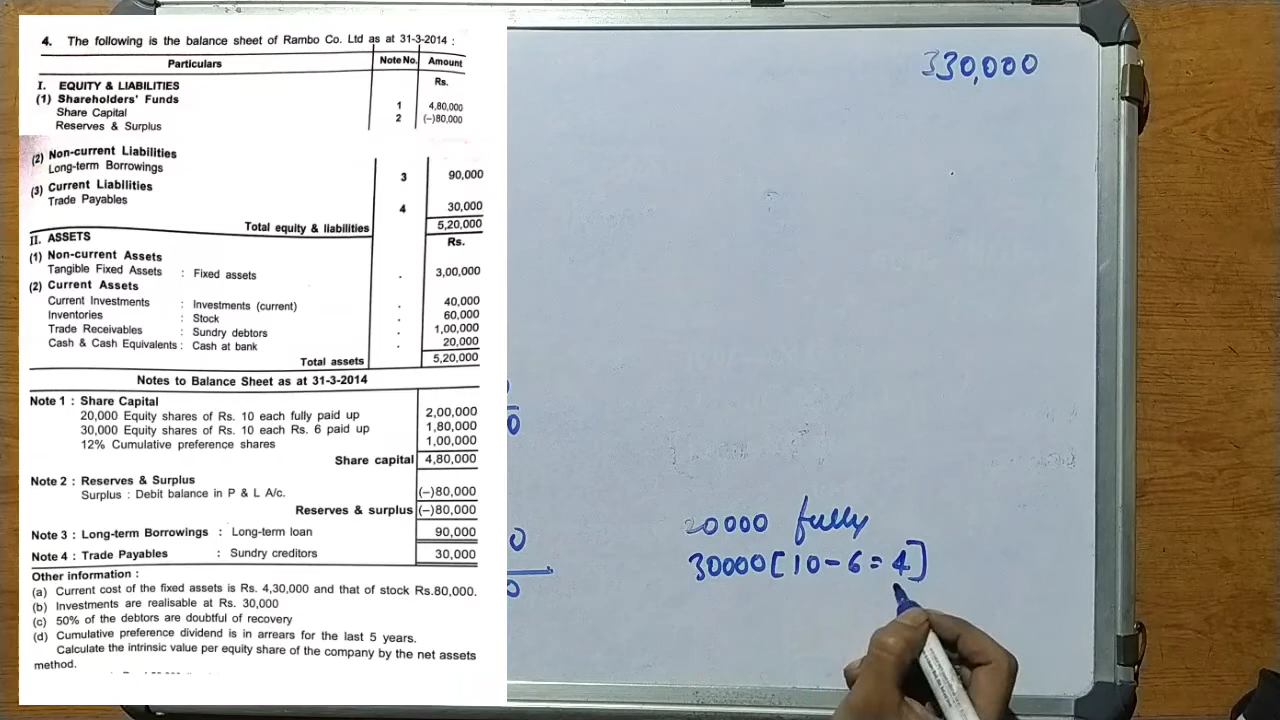 4. The following is the balance sheet of Rambo Co. Ltd as at 31-3-2014 :
Particulars Note No. Amount
Rs.
I. EQUITY & LIABILITIES
(1) Shareholders' Funds
Share Capital 1 4,80,000
Reserves & Surplus 2 (–)80,000
(2) Non-current Liabilities
Long-term Borrowings 3 90,000
(3) Current Liabilities
Trade Payables 4 30,000
Total equity & liabilities 5,20,000
II. ASSETS Rs.
(1) Non-current Assets
Tangible Fixed Assets : Fixed assets . 3,00,000
(2) Current Assets
Current Investments : Investments (current) . 40,000
Inventories : Stock . 60,000
Trade Receivables : Sundry debtors . 1,00,000
Cash & Cash Equivalents : Cash at bank . 20,000
Total assets 5,20,000
Notes to Balance Sheet as at 31-3-2014
Note 1 : Share Capital
20,000 Equity shares of Rs. 10 each fully paid up 2,00,000
30,000 Equity shares of Rs. 10 each Rs. 6 paid up 1,80,000
12% Cumulative preference shares 1,00,000
Share capital 4,80,000
Note 2 : Reserves & Surplus
Surplus : Debit balance in P & L A/c. (–)80,000
Reserves & surplus (–)80,000
Note 3 : Long-term Borrowings : Long-term loan 90,000
Note 4 : Trade Payables : Sundry creditors 30,000
Other information :
(a) Current cost of the fixed assets is Rs. 4,30,000 and that of stock Rs.80,000.
(b) Investments are realisable at Rs. 30,000
(c) 50% of the debtors are doubtful of recovery
(d) Cumulative preference dividend is in arrears for the last 5 years.
Calculate the intrinsic value per equity share of the company by the net assets
method.
330,000
0
0
0
20000 fully
30000[10-6=4]